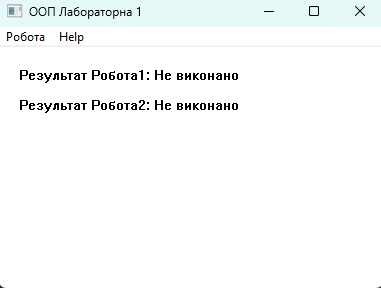 ООП Лабораторна 1
Робота Help
Результат Робота1: Не виконано
Результат Робота2: Не виконано